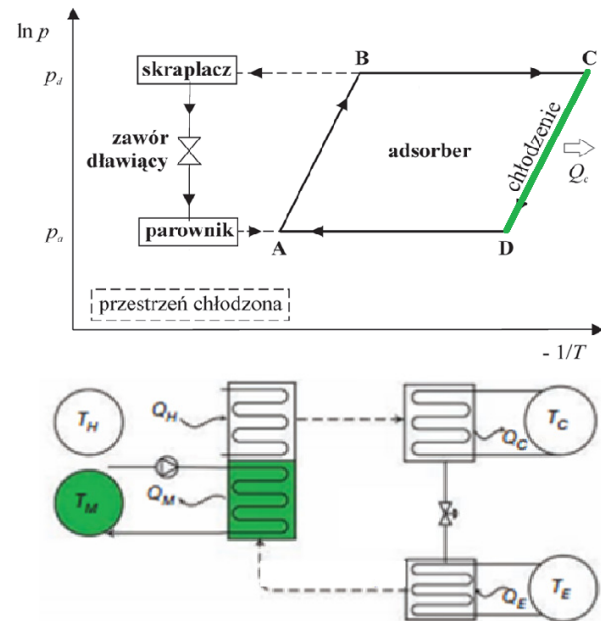 ln p
B
C
p_d
skraplacz
zawór
dławiący
adsorber
chłodzenie
Q_c
p_a
parownik
A
D
przestrzeń chłodzona
- 1/T
T_H
Q_H
Q_C
T_C
T_M
Q_M
Q_E
T_E